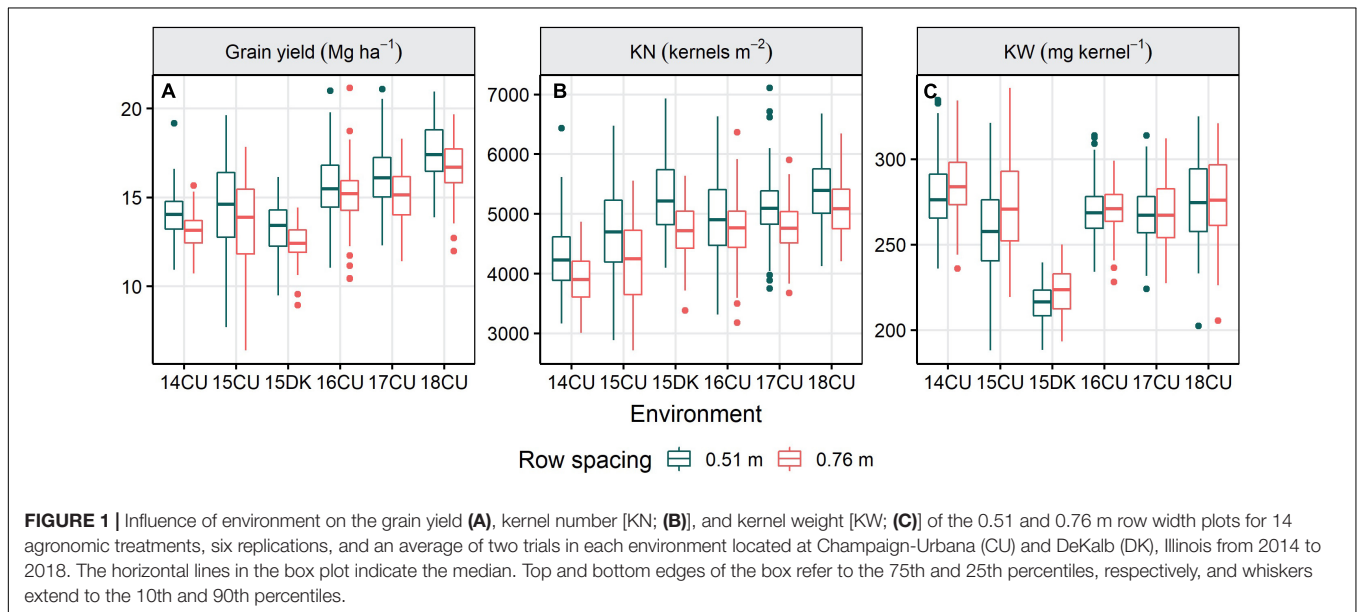 Grain yield (Mg ha⁻¹)
KN (kernels m⁻²)
KW (mg kernel⁻¹)
A
20
15
10
14CU 15CU 15DK 16CU 17CU 18CU
B
7000
6000
5000
4000
3000
14CU 15CU 15DK 16CU 17CU 18CU
C
300
250
200
14CU 15CU 15DK 16CU 17CU 18CU
Environment
Row spacing 0.51 m 0.76 m
FIGURE 1 | Influence of environment on the grain yield (A), kernel number [KN; (B)], and kernel weight [KW; (C)] of the 0.51 and 0.76 m row width plots for 14
agronomic treatments, six replications, and an average of two trials in each environment located at Champaign-Urbana (CU) and DeKalb (DK), Illinois from 2014 to
2018. The horizontal lines in the box plot indicate the median. Top and bottom edges of the box refer to the 75th and 25th percentiles, respectively, and whiskers
extend to the 10th and 90th percentiles.